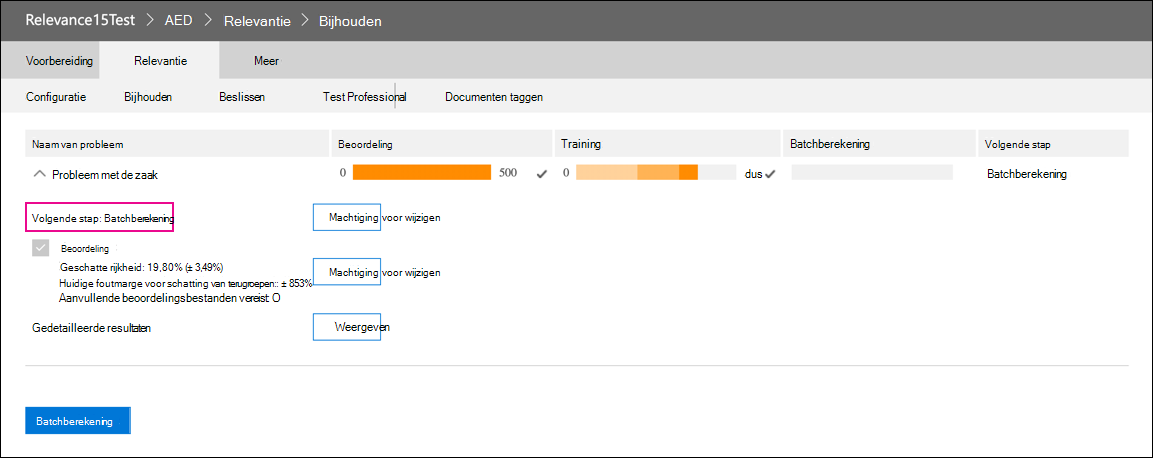 Relevance15Test > AED > Relevantie > Bijhouden
Voorbereiding Relevantie Meer
Configuratie Bijhouden Beslissen Test Professional Documenten taggen
Naam van probleem Beoordeling Training Batchberekening Volgende stap
Probleem met de zaak 0 500 0 dus Batchberekening
Volgende stap: Batchberekening Machtiging voor wijzigen
Beoordeling
Geschatte rijkheid: 19,80% (± 3,49%) Machtiging voor wijzigen
Huidige foutmarge voor schatting van terugroepen:: ± 853%
Aanvullende beoordelingsbestanden vereist: O
Gedetailleerde resultaten Weergeven
Batchberekening